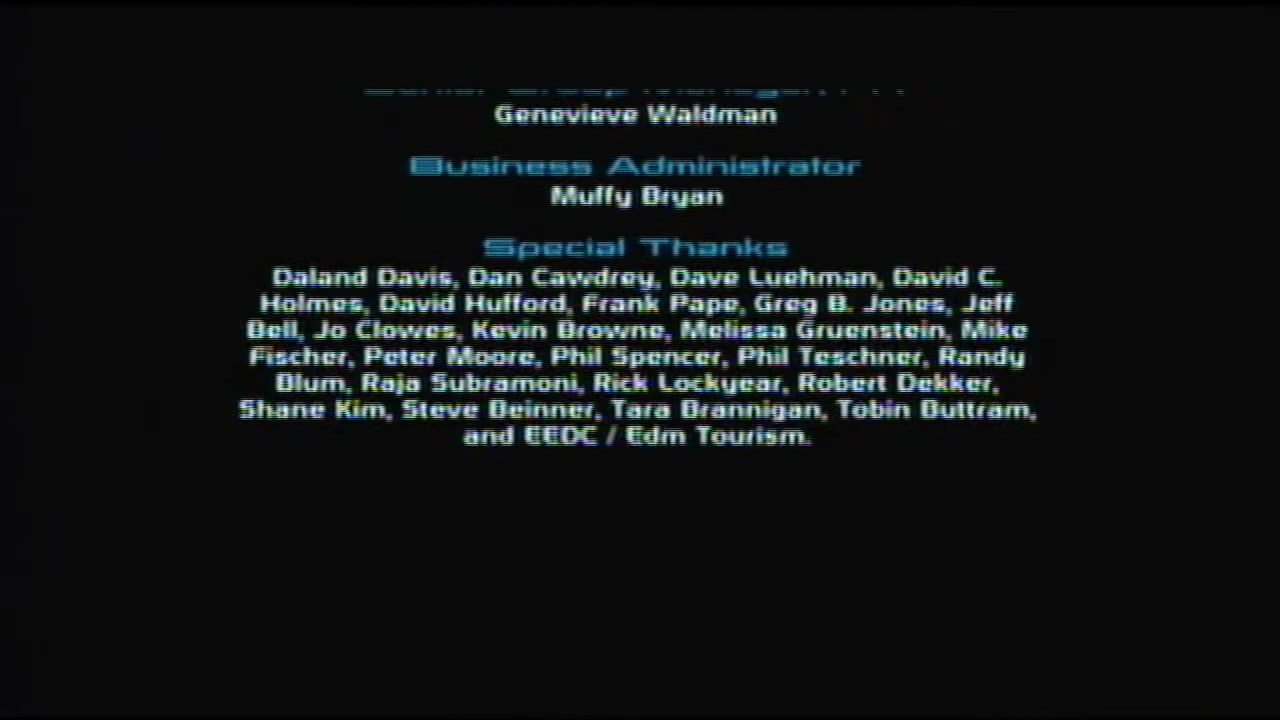 Genevieve Waldman
Business Administrator
Muffy Bryan
Special Thanks
Daland Davis, Dan Cawdrey, Dave Luehman, David C.
Holmes, David Hufford, Frank Pape, Greg B. Jones, Jeff
Bell, Jo Clowes, Kevin Browne, Melissa Gruenstein, Mike
Fischer, Peter Moore, Phil Spencer, Phil Teschner, Randy
Blum, Raja Subramoni, Rick Lockyear, Robert Dekker,
Shane Kim, Steve Beinner, Tara Brannigan, Tobin Buttram,
and EEDC / Edm Tourism.